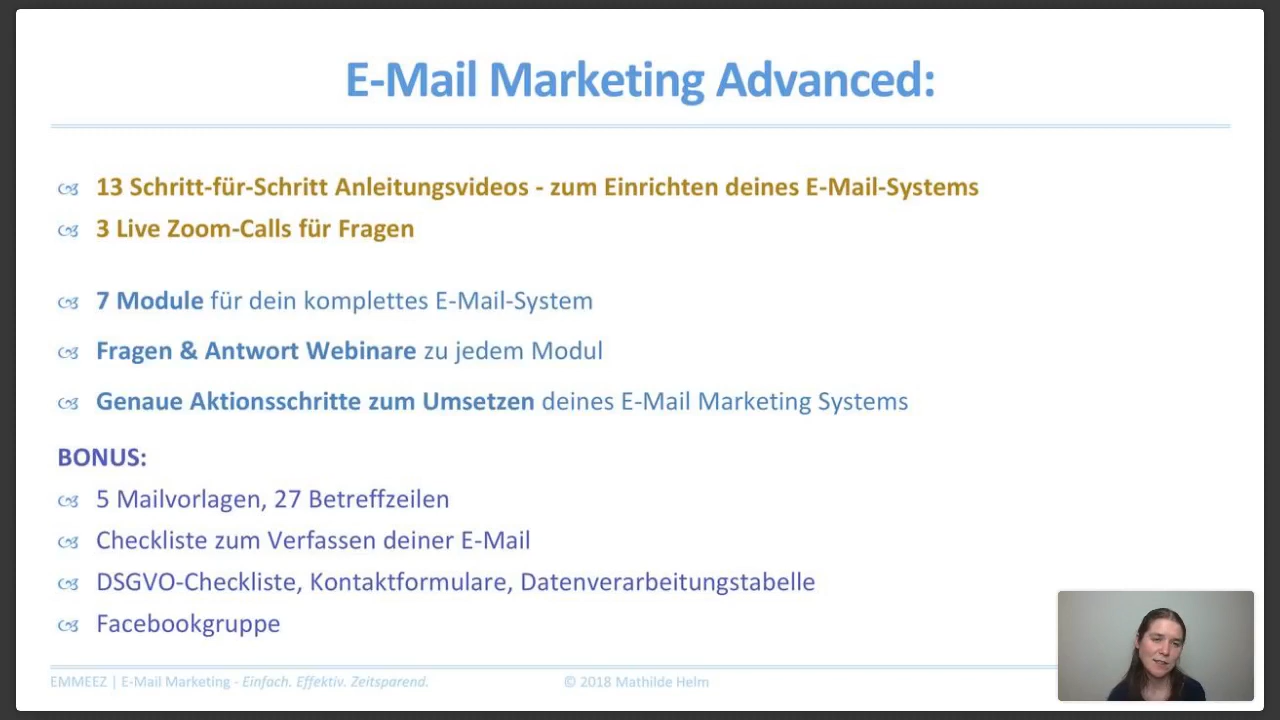 E-Mail Marketing Advanced:
13 Schritt-für-Schritt Anleitungsvideos - zum Einrichten deines E-Mail-Systems
3 Live Zoom-Calls für Fragen
7 Module für dein komplettes E-Mail-System
Fragen & Antwort Webinare zu jedem Modul
Genaue Aktionsschritte zum Umsetzen deines E-Mail Marketing Systems
BONUS:
5 Mailvorlagen, 27 Betreffzeilen
Checkliste zum Verfassen deiner E-Mail
DSGVO-Checkliste, Kontaktformulare, Datenverarbeitungstabelle
Facebookgruppe
EMMEEZ | E-Mail Marketing - Einfach. Effektiv. Zeitsparend. © 2018 Mathilde Helm